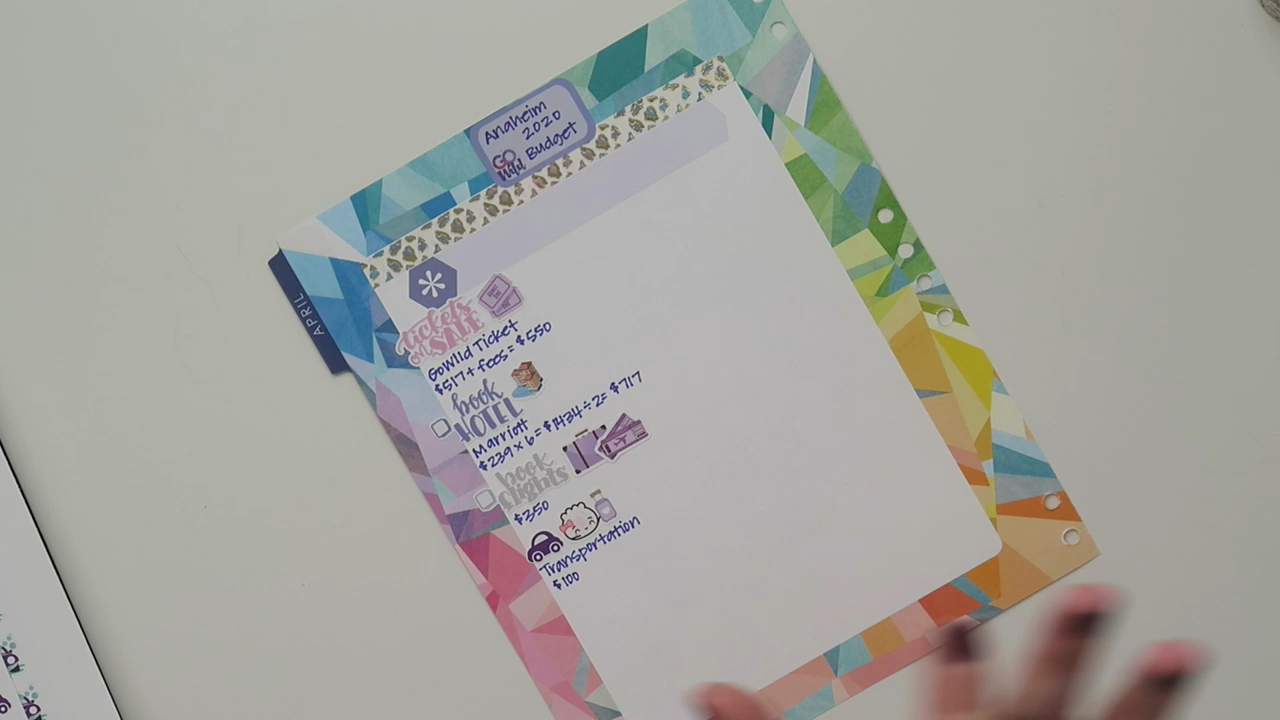 Anaheim
2020
GO Wild Budget
APRIL
tickets
on SALE
GoWild Ticket
$517 + fees = $550
book
HOTEL
Marriott
$239 x 6 = $1434 ÷ 2 = $717
book
flights
$350
Transportation
$100